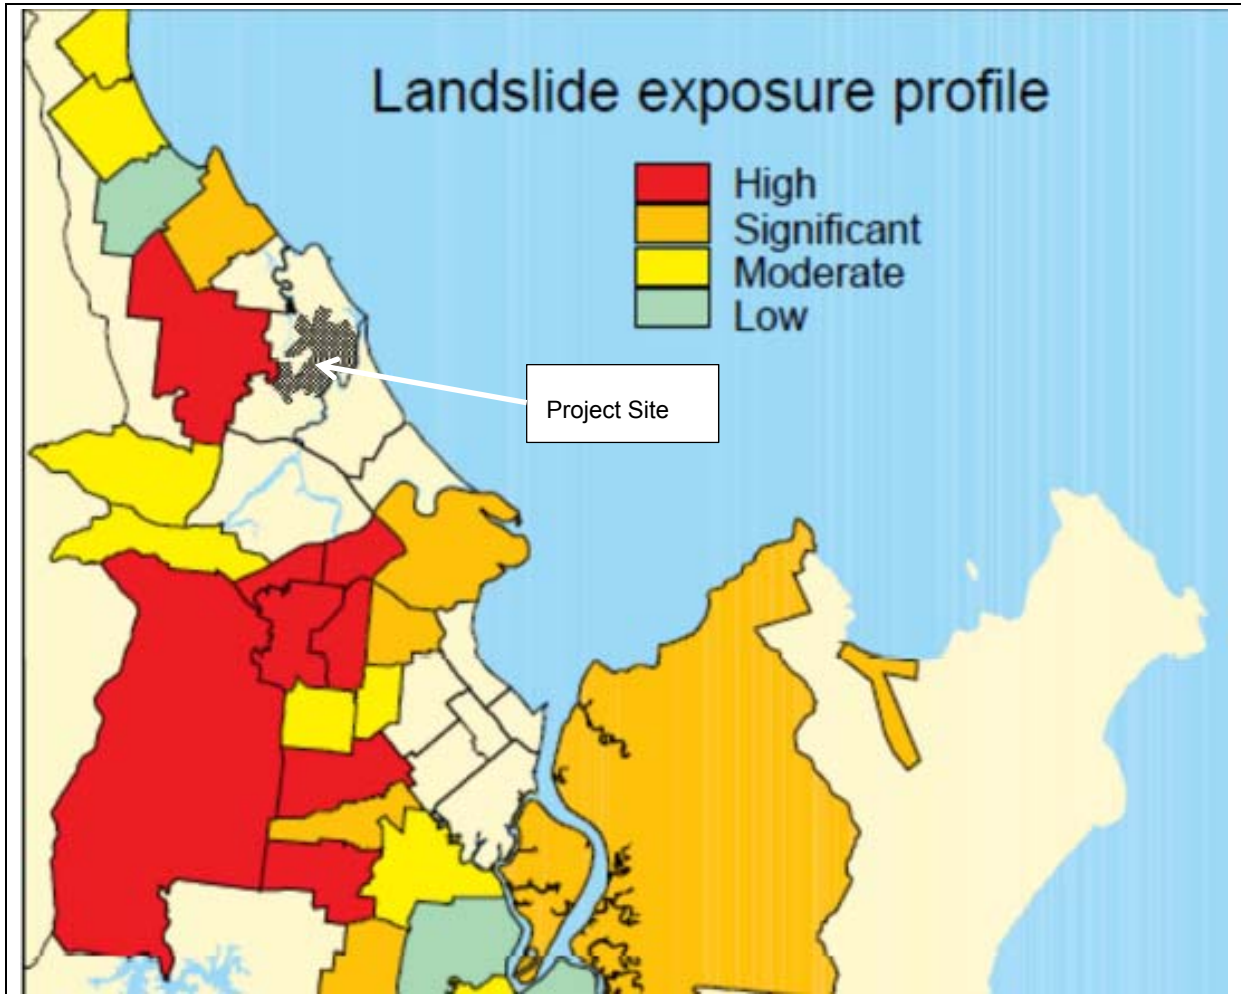 Landslide exposure profile
High
Significant
Moderate
Low
Project Site